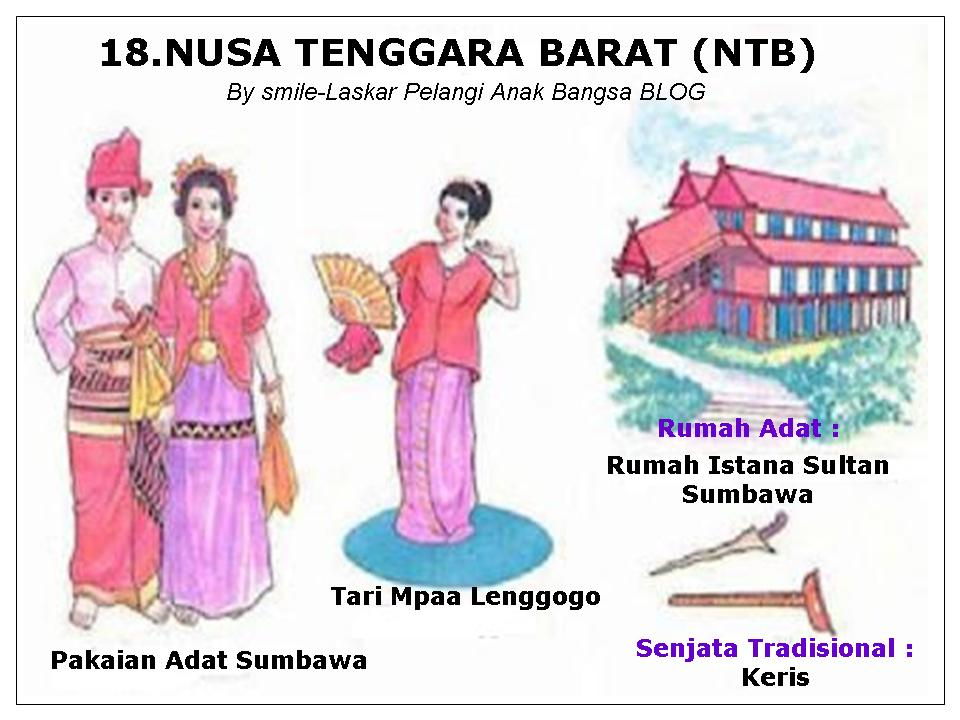 18.NUSA TENGGARA BARAT (NTB)
By smile-Laskar Pelangi Anak Bangsa BLOG
Rumah Adat :
Rumah Istana Sultan
Sumbawa
Tari Mpaa Lenggogo
Pakaian Adat Sumbawa
Senjata Tradisional :
Keris